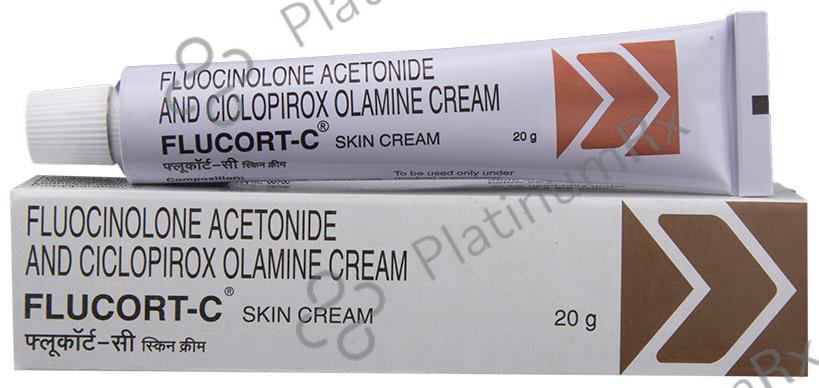 FLUOCINOLONE ACETONIDE
AND CICLOPIROX OLAMINE CREAM
FLUCORT-C® SKIN CREAM 20 g
फ्लूकॉर्ट-सी स्किन क्रीम
Composition:
To be used only under
FLUOCINOLONE ACETONIDE
AND CICLOPIROX OLAMINE CREAM
FLUCORT-C® SKIN CREAM 20 g
फ्लूकॉर्ट-सी स्किन क्रीम
PlatinumRx